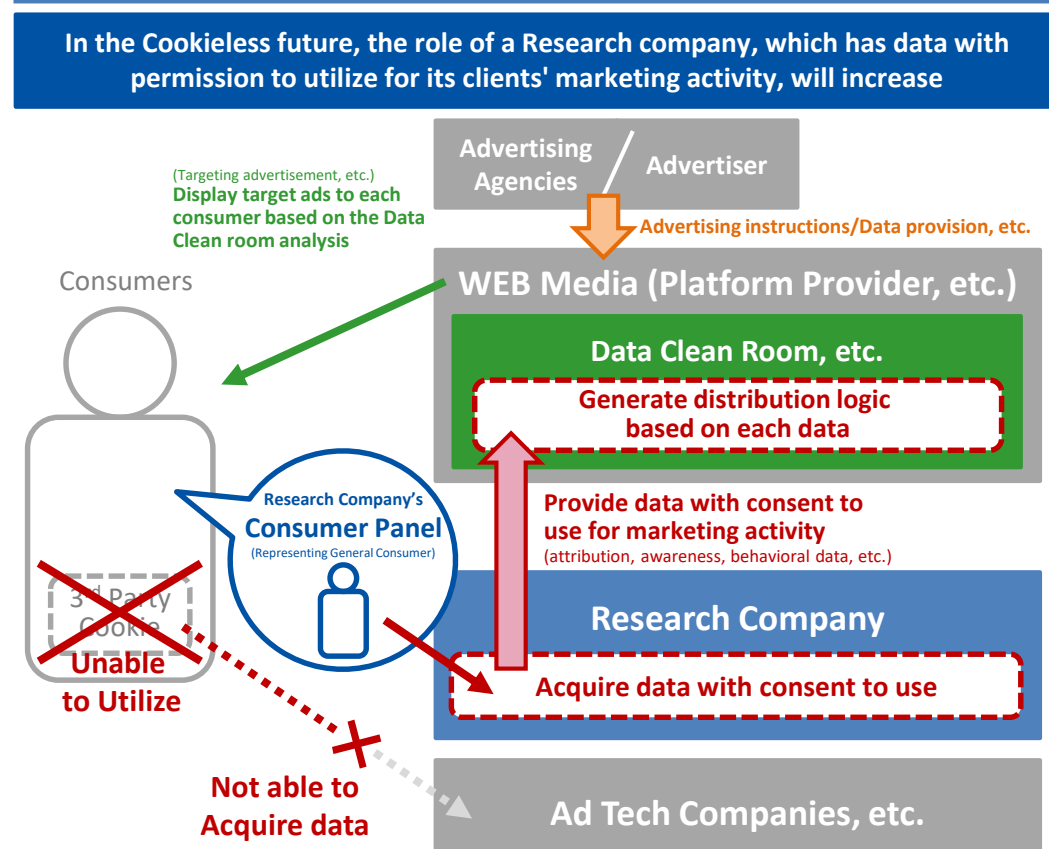 In the Cookieless future, the role of a Research company, which has data with
permission to utilize for its clients' marketing activity, will increase
Advertising
Agencies
Advertiser
(Targeting advertisement, etc.)
Display target ads to each
consumer based on the Data
Clean room analysis
Advertising instructions/Data provision, etc.
Consumers
WEB Media (Platform Provider, etc.)
Data Clean Room, etc.
Generate distribution logic
based on each data
Research Company's
Consumer Panel
(Representing General Consumer)
Provide data with consent to
use for marketing activity
(attribution, awareness, behavioral data, etc.)
3rd Party
Cookie
Unable
to Utilize
Research Company
Acquire data with consent to use
Not able to
Acquire data
Ad Tech Companies, etc.